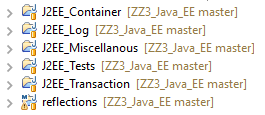 J2EE_Container [ZZ3_Java_EE master]
J2EE_Log [ZZ3_Java_EE master]
J2EE_Miscellanous [ZZ3_Java_EE master]
J2EE_Tests [ZZ3_Java_EE master]
J2EE_Transaction [ZZ3_Java_EE master]
reflections [ZZ3_Java_EE master]